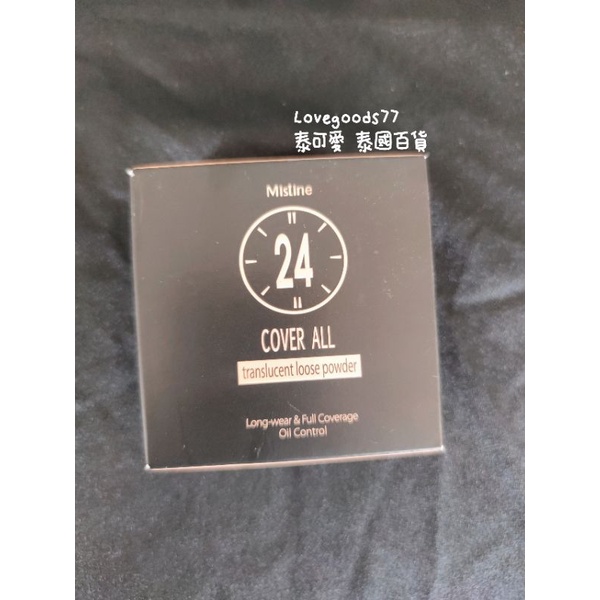 Lovegoods77
泰可愛 泰國百貨
Mistine
24
COVER ALL
translucent loose powder
Long-wear & Full Coverage
Oil Control